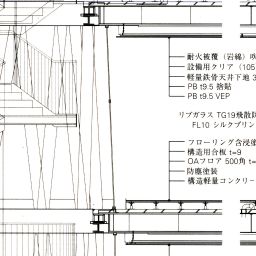 耐火被覆（岩綿）吹
設備用クリア（105
軽量鉄骨天井下地
PB t9.5 捨貼
PB t9.5 VEP
リブガラス TG19飛散防
FL10 シルクプリン
フローリング含浸塗
構造用合板 t=9
OAフロア 500角 t=
防塵塗装
構造軽量コンクリー